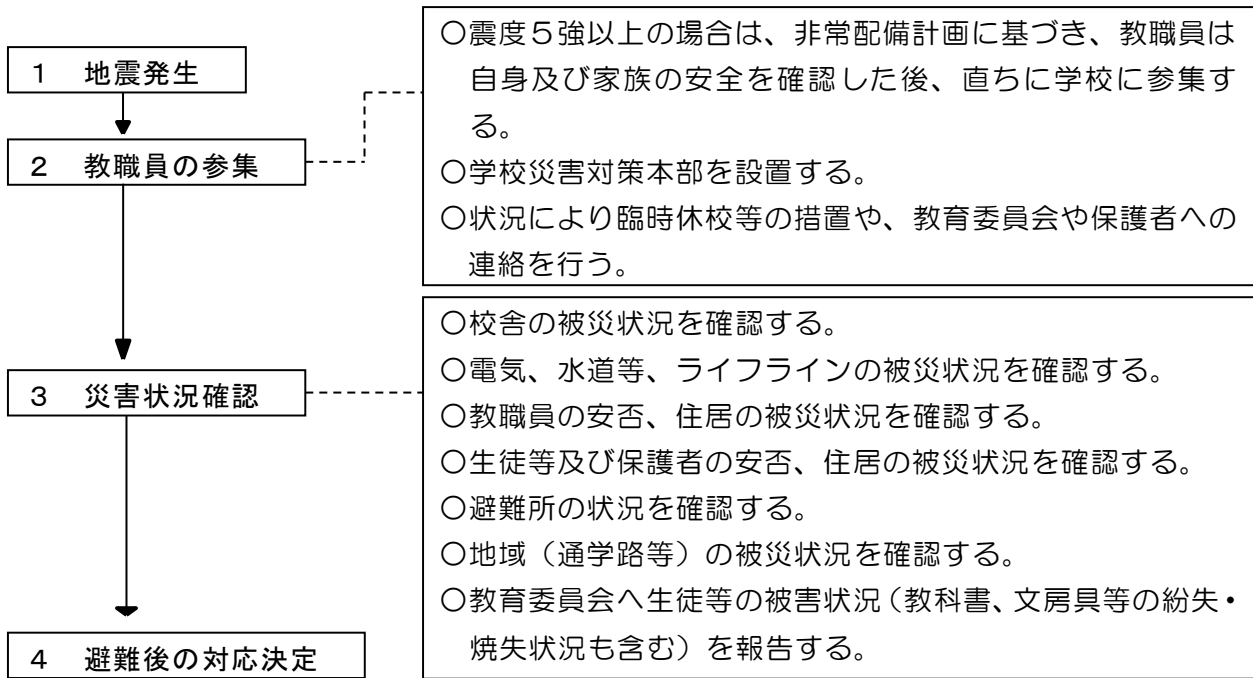 １　地震発生
２　教職員の参集
○震度５強以上の場合は、非常配備計画に基づき、教職員は
自身及び家族の安全を確認した後、直ちに学校に参集す
る。
○学校災害対策本部を設置する。
○状況により臨時休校等の措置や、教育委員会や保護者への
連絡を行う。
３　災害状況確認
○校舎の被災状況を確認する。
○電気、水道等、ライフラインの被災状況を確認する。
○教職員の安否、住居の被災状況を確認する。
○生徒等及び保護者の安否、住居の被災状況を確認する。
○避難所の状況を確認する。
○地域（通学路等）の被災状況を確認する。
○教育委員会へ生徒等の被害状況（教科書、文房具等の紛失・
焼失状況も含む）を報告する。
４　避難後の対応決定